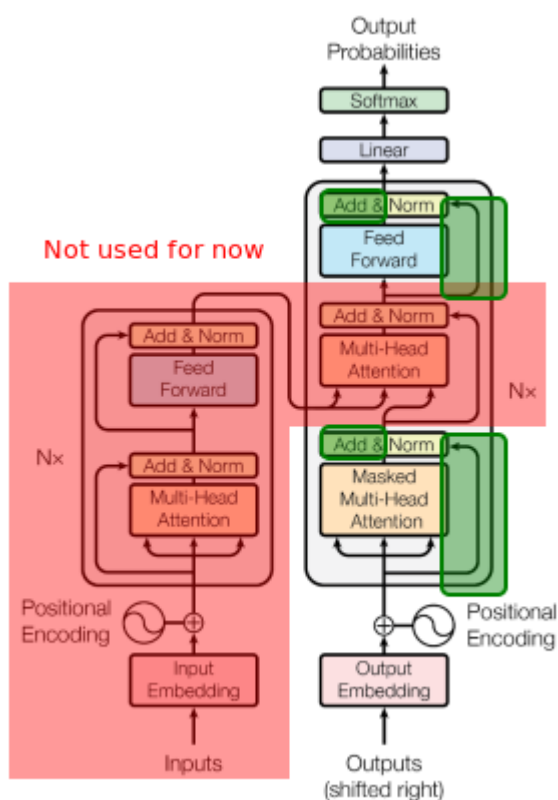 Output
Probabilities
Softmax
Linear
Add & Norm
Feed
Forward
Not used for now
Add & Norm
Multi-Head
Attention
Add & Norm
Feed
Forward
N×
Add & Norm
Masked
Multi-Head
Attention
N×
Add & Norm
Multi-Head
Attention
Positional
Encoding
Positional
Encoding
Input
Embedding
Output
Embedding
Inputs
Outputs
(shifted right)